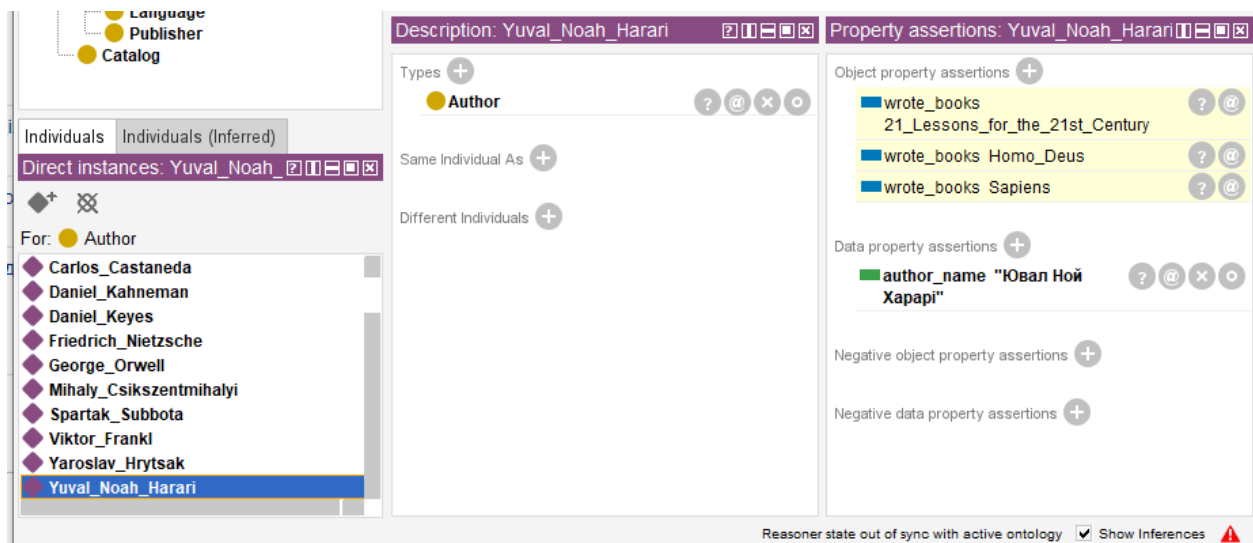 Language
Publisher
Catalog
Individuals Individuals (Inferred)
Direct instances: Yuval_Noah_
For: Author
Carlos_Castaneda
Daniel_Kahneman
Daniel_Keyes
Friedrich_Nietzsche
George_Orwell
Mihaly_Csikszentmihalyi
Spartak_Subbota
Viktor_Frankl
Yaroslav_Hrytsak
Yuval_Noah_Harari
Description: Yuval_Noah_Harari
Types
Author
Same Individual As
Different Individuals
Property assertions: Yuval_Noah_Harari
Object property assertions
wrote_books
21_Lessons_for_the_21st_Century
wrote_books Homo_Deus
wrote_books Sapiens
Data property assertions
author_name "Ювал Ной
Харарі"
Negative object property assertions
Negative data property assertions
Reasoner state out of sync with active ontology Show Inferences